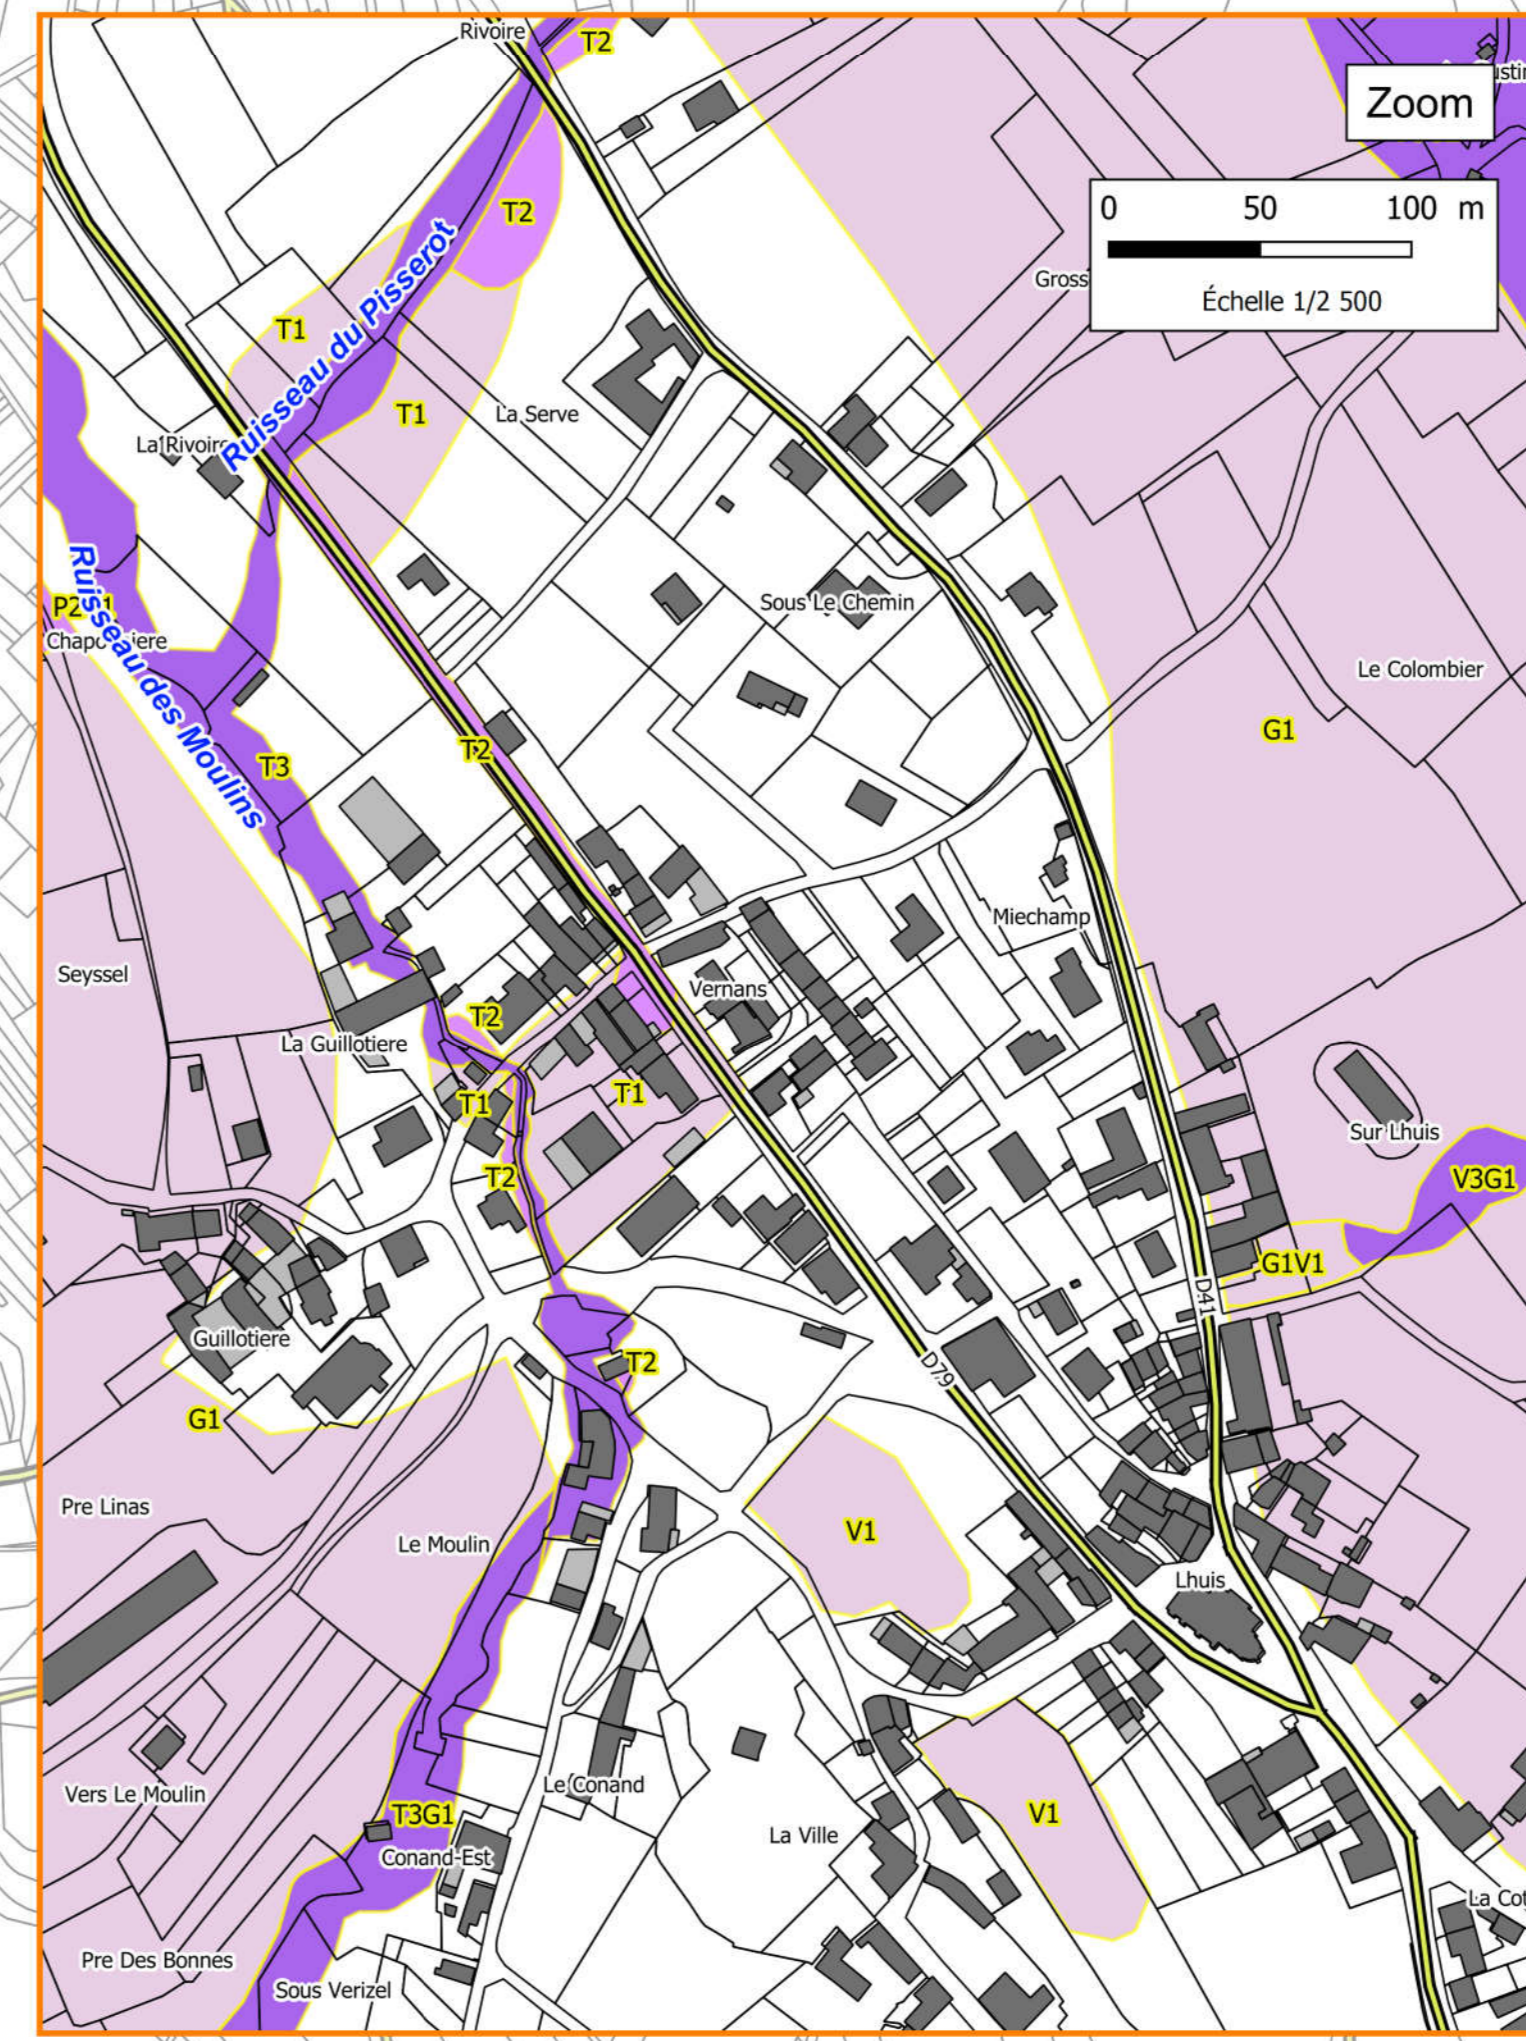 Rivoire
T2
Zoom
0 50 100 m
Échelle 1/2 500
T2
Gross
T1
Ruisseau du Pisserot
T1
La Serve
La Rivoire
Ruisseau des Moulins
Sous Le Chemin
Le Colombier
G1
T2
T3
Miechamp
Seyssel
Vernans
T2
La Guillotiere
T1
T1
Sur Lhuis
T2
V3G1
G1V1
D41
Guillotiere
T2
D79
G1
Pre Linas
V1
Le Moulin
Lhuis
Vers Le Moulin
Le Conand
T3G1
V1
La Ville
Conand-Est
Pre Des Bonnes
Sous Verizel